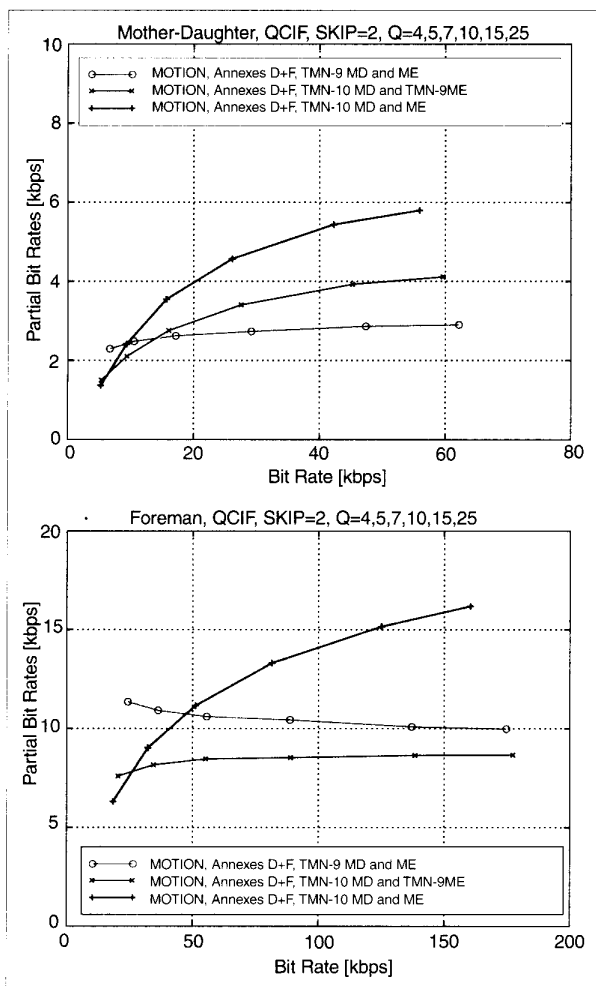 Mother-Daughter, QCIF, SKIP=2, Q=4,5,7,10,15,25
10
8
6
4
2
0
Partial Bit Rates [kbps]
MOTION, Annexes D+F, TMN-9 MD and ME
MOTION, Annexes D+F, TMN-10 MD and TMN-9ME
MOTION, Annexes D+F, TMN-10 MD and ME
0 20 40 60 80
Bit Rate [kbps]
Foreman, QCIF, SKIP=2, Q=4,5,7,10,15,25
20
15
10
5
0
Partial Bit Rates [kbps]
MOTION, Annexes D+F, TMN-9 MD and ME
MOTION, Annexes D+F, TMN-10 MD and TMN-9ME
MOTION, Annexes D+F, TMN-10 MD and ME
0 50 100 150 200
Bit Rate [kbps]